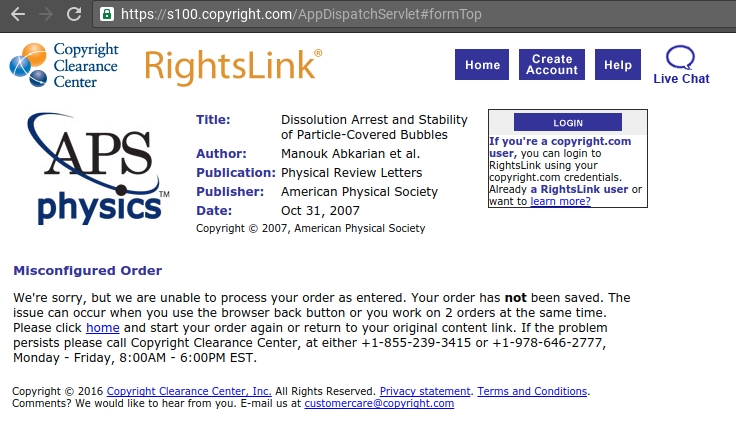 https://s100.copyright.com/AppDispatchServlet#formTop
Copyright
Clearance
Center
RightsLink®
Home
Create
Account
Help
Live Chat
APS
physics™
Title: Dissolution Arrest and Stability
of Particle-Covered Bubbles
Author: Manouk Abkarian et al.
Publication: Physical Review Letters
Publisher: American Physical Society
Date: Oct 31, 2007
Copyright © 2007, American Physical Society
LOGIN
If you're a copyright.com
user, you can login to
RightsLink using your
copyright.com credentials.
Already a RightsLink user or
want to learn more?
Misconfigured Order
We're sorry, but we are unable to process your order as entered. Your order has not been saved. The
issue can occur when you use the browser back button or you work on 2 orders at the same time.
Please click home and start your order again or return to your original content link. If the problem
persists please call Copyright Clearance Center, at either +1-855-239-3415 or +1-978-646-2777,
Monday - Friday, 8:00AM - 6:00PM EST.
Copyright © 2016 Copyright Clearance Center, Inc. All Rights Reserved. Privacy statement. Terms and Conditions.
Comments? We would like to hear from you. E-mail us at customercare@copyright.com